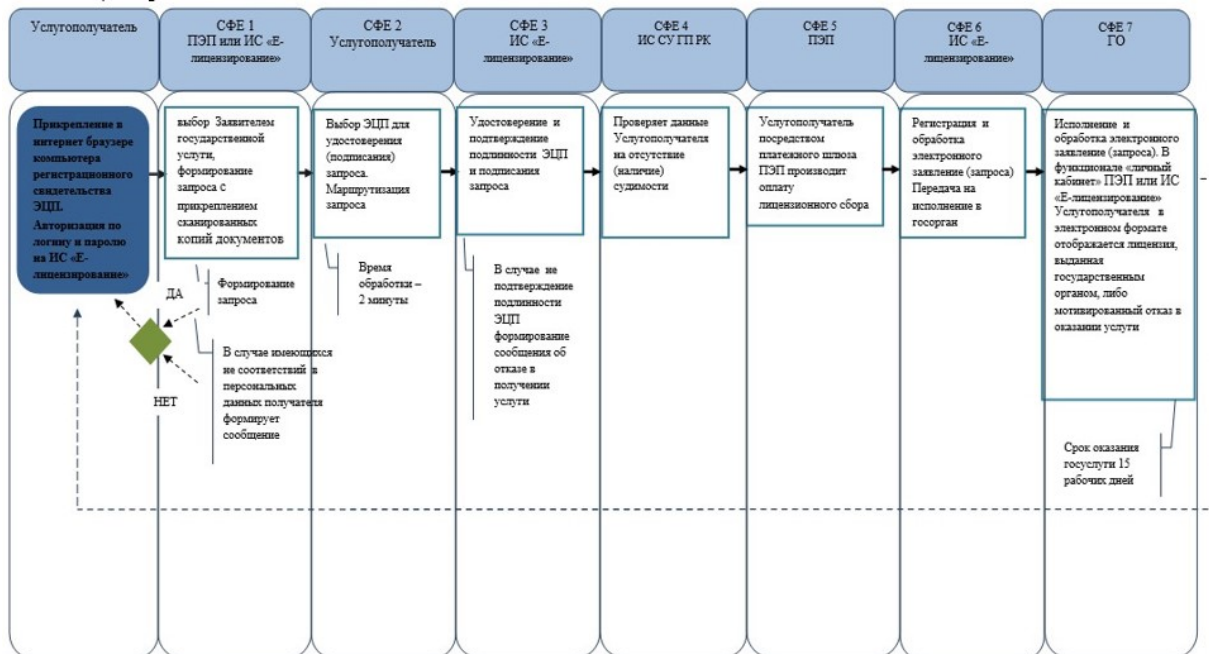 Услугополучатель
СФЕ 1
ПЭП или ИС «Е-
лицензирование»
СФЕ 2
Услугополучатель
СФЕ 3
ИС «Е-
лицензирование»
СФЕ 4
ИС СУ ГП РК
СФЕ 5
ПЭП
СФЕ 6
ИС «Е-
лицензирование»
СФЕ 7
ГО
Прикрепление в
интернет браузере
компьютера
регистрационного
свидетельства
ЭЦП.
Авторизация по
логину и паролю
на ИС «Е-
лицензирование»
выбор Заявителем
государственной
услуги,
формирование
запроса с
прикреплением
сканированных
копий документов
Выбор ЭЦП для
удостоверения
(подписания)
запроса.
Маршрутизация
запроса
Удостоверение и
подтверждение
подлинности ЭЦП
и подписания
запроса
Проверяет данные
Услугополучателя
на отсутствие
(наличие)
судимости
Услугополучатель
посредством
платежного шлюза
ПЭП производит
оплату
лицензионного сбора
Регистрация и
обработка
электронного
заявление (запроса)
Передача на
исполнение в
госорган
Исполнение и
обработка электронного
заявление (запроса). В
функционале «личный
кабинет» ПЭП или ИС
«Е-лицензирование»
Услугополучателя в
электронном формате
отображается лицензия,
выданная
государственным
органом, либо
мотивированный отказ в
оказании услуги
ДА
Формирование
запроса
НЕТ
В случае имеющихся
не соответствий в
персональных
данных получателя
формирует
сообщение
Время
обработки –
2 минуты
В случае не
подтверждение
подлинности
ЭЦП
формирование
сообщения об
отказе в
получении
услуги
Срок оказания
госуслуги 15
рабочих дней